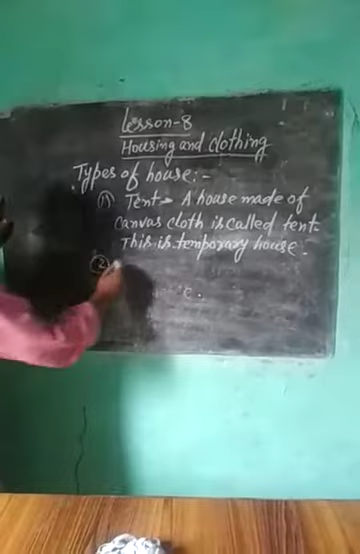 Lesson-8
Housing and clothing
Types of house:-
(1) Tent- A house made of
canvas cloth is called tent.
This is temporary house.
(2)